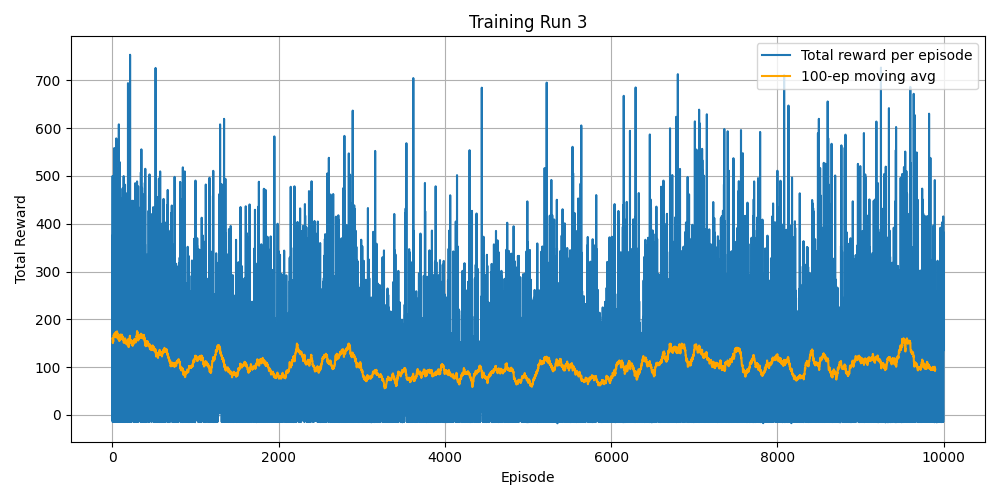 Training Run 3
Total reward per episode
100-ep moving avg
Total Reward
700
600
500
400
300
200
100
0
0 2000 4000 6000 8000 10000
Episode